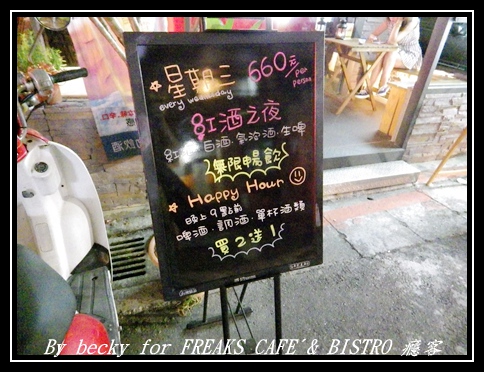 星期三 660元/per person
every wednesday
紅酒之夜
紅酒.白酒.氣泡酒.生啤
無限暢飲
Happy Hour
晚上9點前
啤酒.調酒.單杯酒類
買2送1
By becky for FREAKS CAFE´& BISTRO 癮客